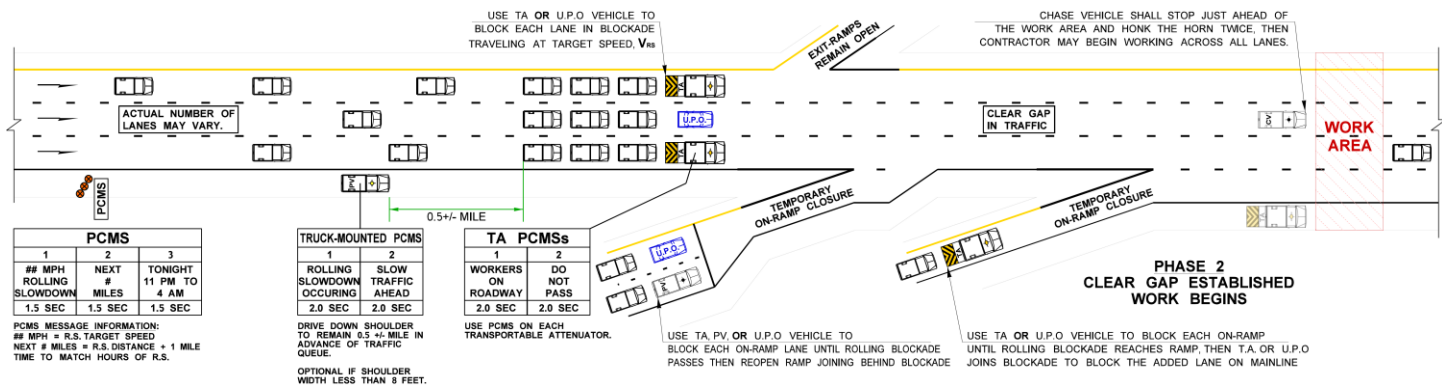 USE TA OR U.P.O VEHICLE TO
BLOCK EACH LANE IN BLOCKADE
TRAVELING AT TARGET SPEED, VRS
EXIT-RAMPS
REMAIN OPEN
CHASE VEHICLE SHALL STOP JUST AHEAD OF
THE WORK AREA AND HONK THE HORN TWICE, THEN
CONTRACTOR MAY BEGIN WORKING ACROSS ALL LANES.
ACTUAL NUMBER OF
LANES MAY VARY.
TA
U.P.O.
TA
CLEAR GAP
IN TRAFFIC
CV
WORK
AREA
PCMS
PV
0.5+/- MILE
TEMPORARY
ON-RAMP CLOSURE
U.P.O.
PV
TEMPORARY
ON-RAMP CLOSURE
TA
PCMS
1 2 3
## MPH NEXT TONIGHT
ROLLING # 11 PM TO
SLOWDOWN MILES 4 AM
1.5 SEC 1.5 SEC 1.5 SEC
PCMS MESSAGE INFORMATION:
## MPH = R.S. TARGET SPEED
NEXT # MILES = R.S. DISTANCE + 1 MILE
TIME TO MATCH HOURS OF R.S.
TRUCK-MOUNTED PCMS
1 2
ROLLING SLOW
SLOWDOWN TRAFFIC
OCCURING AHEAD
2.0 SEC 2.0 SEC
DRIVE DOWN SHOULDER
TO REMAIN 0.5 +/- MILE IN
ADVANCE OF TRAFFIC
QUEUE.
OPTIONAL IF SHOULDER
WIDTH LESS THAN 8 FEET.
TA PCMSs
1 2
WORKERS DO
ON NOT
ROADWAY PASS
2.0 SEC 2.0 SEC
USE PCMS ON EACH
TRANSPORTABLE ATTENUATOR.
USE TA, PV, OR U.P.O VEHICLE TO
BLOCK EACH ON-RAMP LANE UNTIL ROLLING BLOCKADE
PASSES THEN REOPEN RAMP JOINING BEHIND BLOCKADE
PHASE 2
CLEAR GAP ESTABLISHED
WORK BEGINS
USE TA OR U.P.O VEHICLE TO BLOCK EACH ON-RAMP
UNTIL ROLLING BLOCKADE REACHES RAMP, THEN T.A. OR U.P.O
JOINS BLOCKADE TO BLOCK THE ADDED LANE ON MAINLINE